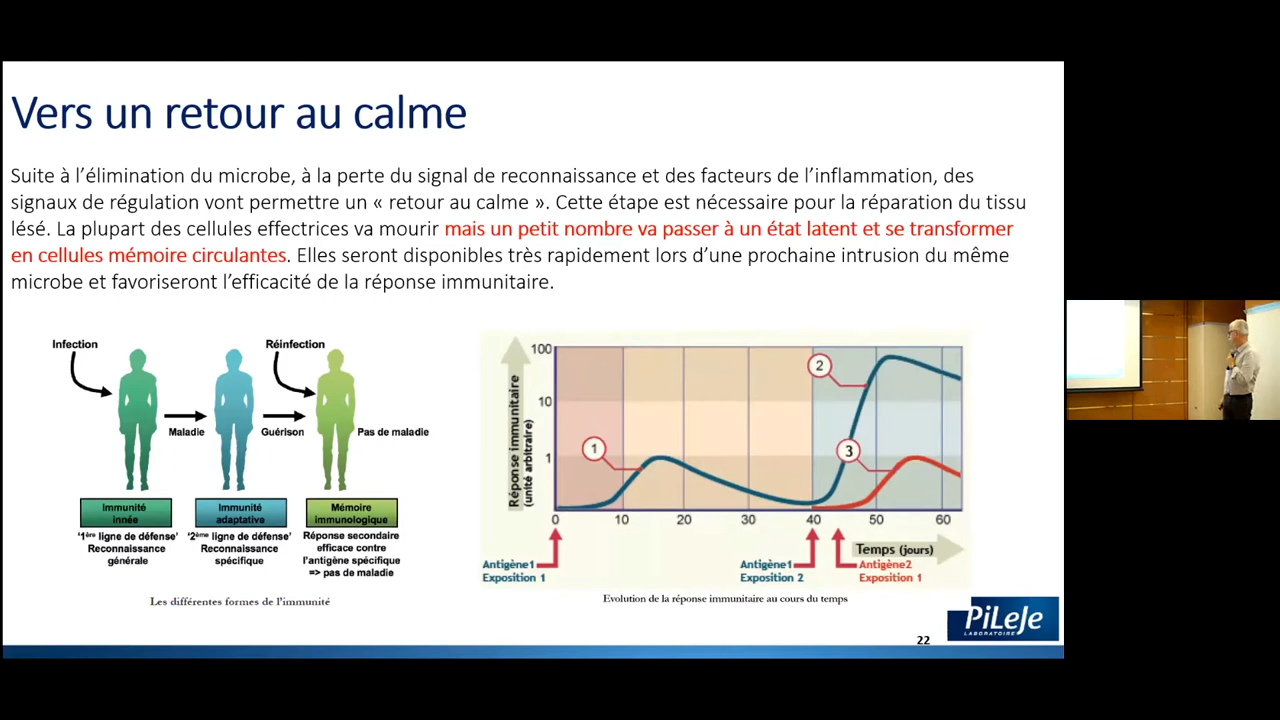 Vers un retour au calme
Suite à l’élimination du microbe, à la perte du signal de reconnaissance et des facteurs de l’inflammation, des
signaux de régulation vont permettre un « retour au calme ». Cette étape est nécessaire pour la réparation du tissu
lésé. La plupart des cellules effectrices va mourir mais un petit nombre va passer à un état latent et se transformer
en cellules mémoire circulantes. Elles seront disponibles très rapidement lors d’une prochaine intrusion du même
microbe et favoriseront l’efficacité de la réponse immunitaire.
Infection
Réinfection
Maladie
Guérison
Pas de maladie
Immunité
innée
'1ère ligne de défense'
Reconnaissance
générale
Immunité
adaptative
'2ème ligne de défense'
Reconnaissance
spécifique
Mémoire
immunologique
Réponse secondaire
efficace contre
l'antigène spécifique
=> pas de maladie
Les différentes formes de l’immunité
Réponse immunitaire
(unité arbitraire)
100
10
1
1
2
3
0
10
20
30
40
50
60
Temps (jours)
Antigène1
Exposition 1
Antigène1
Exposition 2
Antigène2
Exposition 1
Evolution de la réponse immunitaire au cours du temps
PiLeJe
LABORATOIRE
22